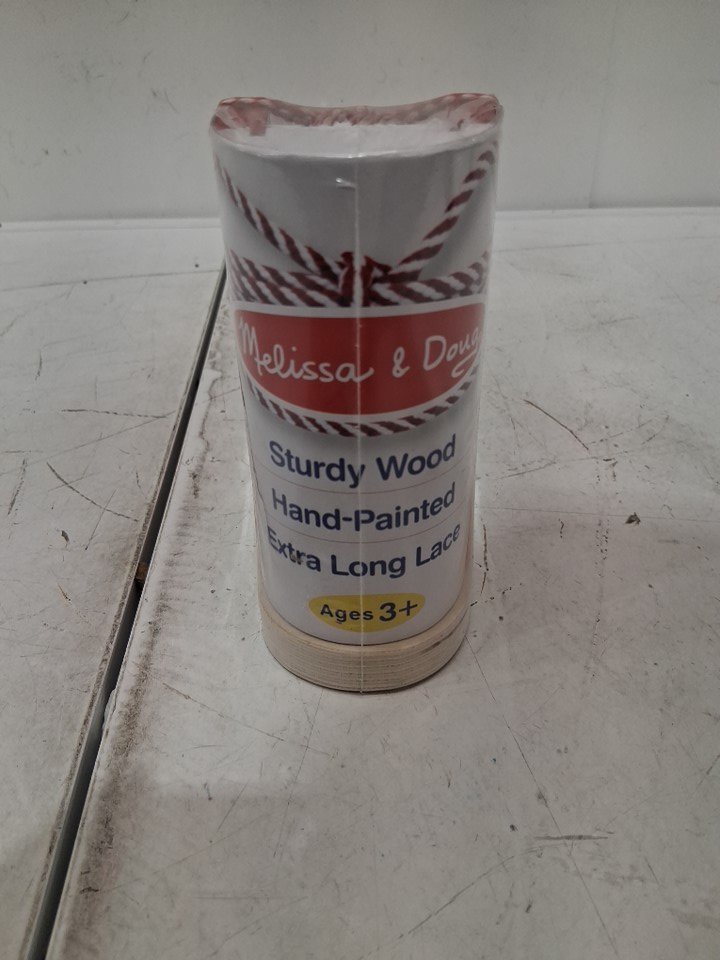 Melissa & Doug
Sturdy Wood
Hand-Painted
Extra Long Lace
Ages 3+